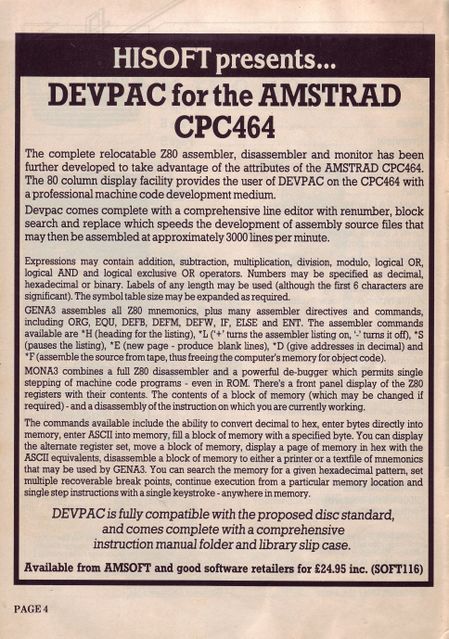 HISOFT presents...
DEVPAC for the AMSTRAD
CPC464
The complete relocatable Z80 assembler, disassembler and monitor has been
further developed to take advantage of the attributes of the AMSTRAD CPC464.
The 80 column display facility provides the user of DEVPAC on the CPC464 with
a professional machine code development medium.
Devpac comes complete with a comprehensive line editor with renumber, block
search and replace which speeds the development of assembly source files that
may then be assembled at approximately 3000 lines per minute.
Expressions may contain addition, subtraction, multiplication, division, modulo, logical OR,
logical AND and logical exclusive OR operators. Numbers may be specified as decimal,
hexadecimal or binary. Labels of any length may be used (although the first 6 characters are
significant). The symbol table size may be expanded as required.
GENA3 assembles all Z80 mnemonics, plus many assembler directives and commands,
including ORG, EQU, DEFB, DEFM, DEFW, IF, ELSE and ENT. The assembler commands
available are *H (heading for the listing), *L ('+' turns the assembler listing on, '-' turns it off), *S
(pauses the listing), *E (new page - produce blank lines), *D (give addresses in decimal) and
*F (assemble the source from tape, thus freeing the computer's memory for object code).
MONA3 combines a full Z80 disassembler and a powerful de-bugger which permits single
stepping of machine code programs - even in ROM. There's a front panel display of the Z80
registers with their contents. The contents of a block of memory (which may be changed if
required) - and a disassembly of the instruction on which you are currently working.
The commands available include the ability to convert decimal to hex, enter bytes directly into
memory, enter ASCII into memory, fill a block of memory with a specified byte. You can display
the alternate register set, move a block of memory, display a page of memory in hex with the
ASCII equivalents, disassemble a block of memory to either a printer or a textfile of mnemonics
that may be used by GENA3. You can search the memory for a given hexadecimal pattern, set
multiple recoverable break points, continue execution from a particular memory location and
single step instructions with a single keystroke - anywhere in memory.
DEVPAC is fully compatible with the proposed disc standard,
and comes complete with a comprehensive
instruction manual folder and library slip case.
Available from AMSOFT and good software retailers for £24.95 inc. (SOFT116)
PAGE 4